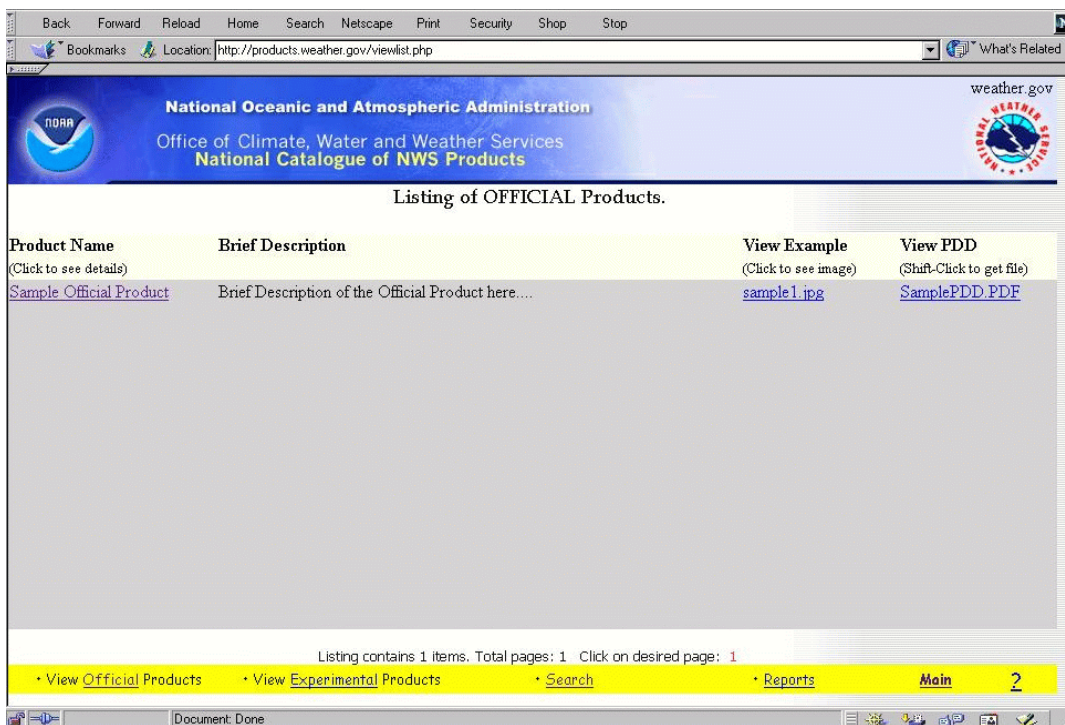 Back Forward Reload Home Search Netscape Print Security Shop Stop
Bookmarks Location: http://products.weather.gov/viewlist.php What's Related
weather.gov
NOAA
National Oceanic and Atmospheric Administration
Office of Climate, Water and Weather Services
National Catalogue of NWS Products
NATIONAL WEATHER SERVICE
Listing of OFFICIAL Products.
Product Name Brief Description View Example View PDD
(Click to see details) (Click to see image) (Shift-Click to get file)
Sample Official Product Brief Description of the Official Product here.... sample1.jpg SamplePDD.PDF
Listing contains 1 items. Total pages: 1 Click on desired page: 1
· View Official Products · View Experimental Products · Search · Reports Main ?
Document: Done